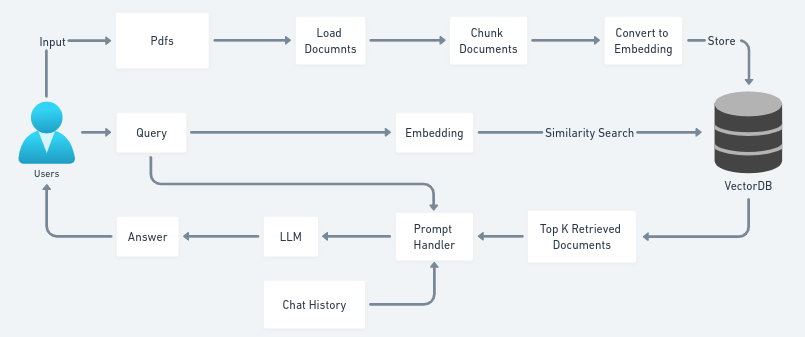 Input
Pdfs
Load
Documnts
Chunk
Documents
Convert to
Embedding
Store
Users
Query
Embedding
Similarity Search
VectorDB
Answer
LLM
Prompt
Handler
Top K Retrieved
Documents
Chat History